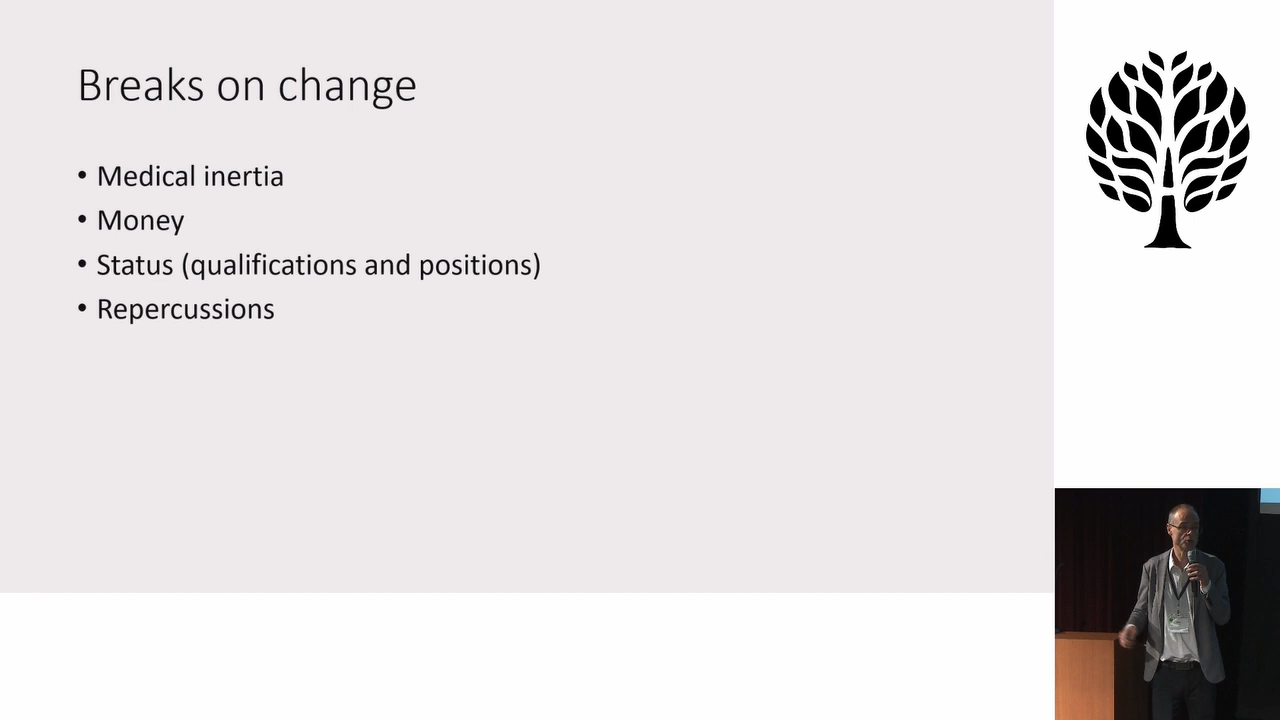 Breaks on change
• Medical inertia
• Money
• Status (qualifications and positions)
• Repercussions